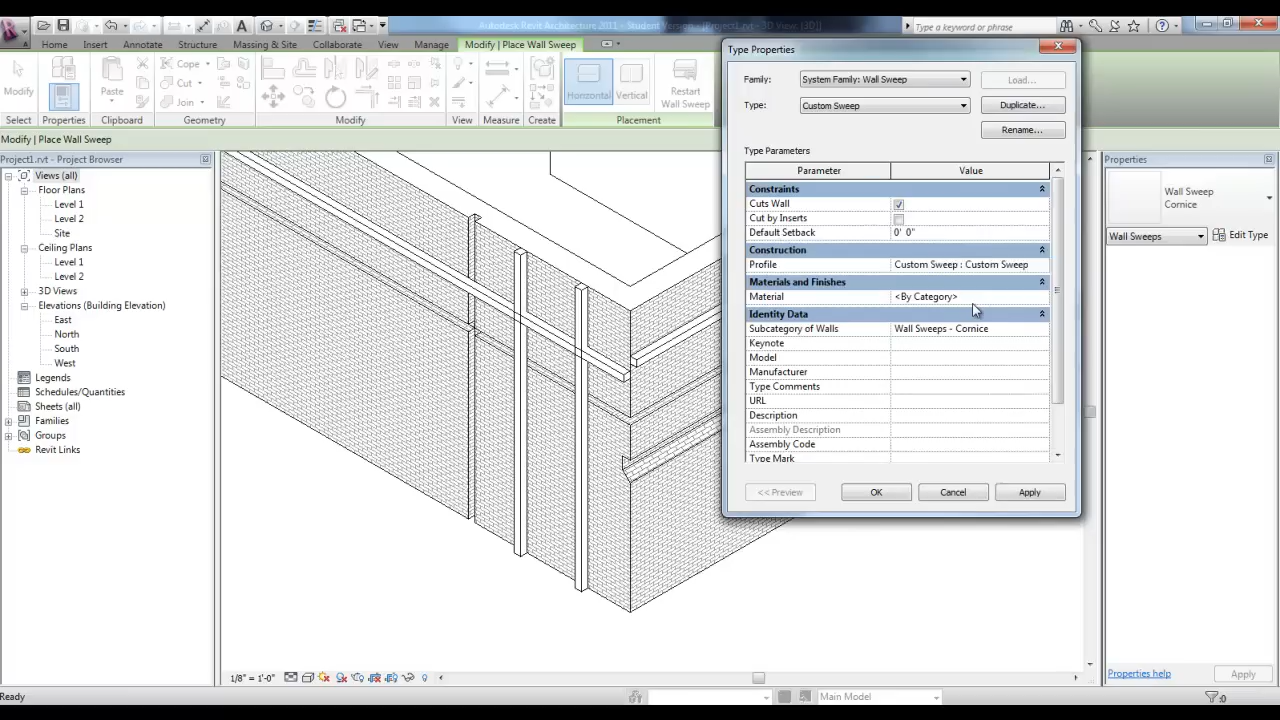 Autodesk Revit Architecture 2011 - Student Version - [Project1.rvt - 3D View: {3D}]
Type a keyword or phrase
Home Insert Annotate Structure Massing & Site Collaborate View Manage Modify | Place Wall Sweep
Modify
Paste
Cope
Cut
Join
Horizontal
Vertical
Restart
Wall Sweep
Select Properties Clipboard Geometry Modify View Measure Create Placement
Modify | Place Wall Sweep
Project1.rvt - Project Browser
Views (all)
Floor Plans
Level 1
Level 2
Site
Ceiling Plans
Level 1
Level 2
3D Views
Elevations (Building Elevation)
East
North
South
West
Legends
Schedules/Quantities
Sheets (all)
Families
Groups
Revit Links
Type Properties
Family: System Family: Wall Sweep Load...
Type: Custom Sweep Duplicate...
Rename...
Type Parameters
Parameter Value
Constraints
Cuts Wall
Cut by Inserts
Default Setback 0' 0"
Construction
Profile Custom Sweep : Custom Sweep
Materials and Finishes
Material <By Category>
Identity Data
Subcategory of Walls Wall Sweeps - Cornice
Keynote
Model
Manufacturer
Type Comments
URL
Description
Assembly Description
Assembly Code
Type Mark
<< Preview OK Cancel Apply
Properties
Wall Sweep
Cornice
Wall Sweeps Edit Type
Properties help Apply
1/8" = 1'-0"
Ready
:0
Main Model
:0